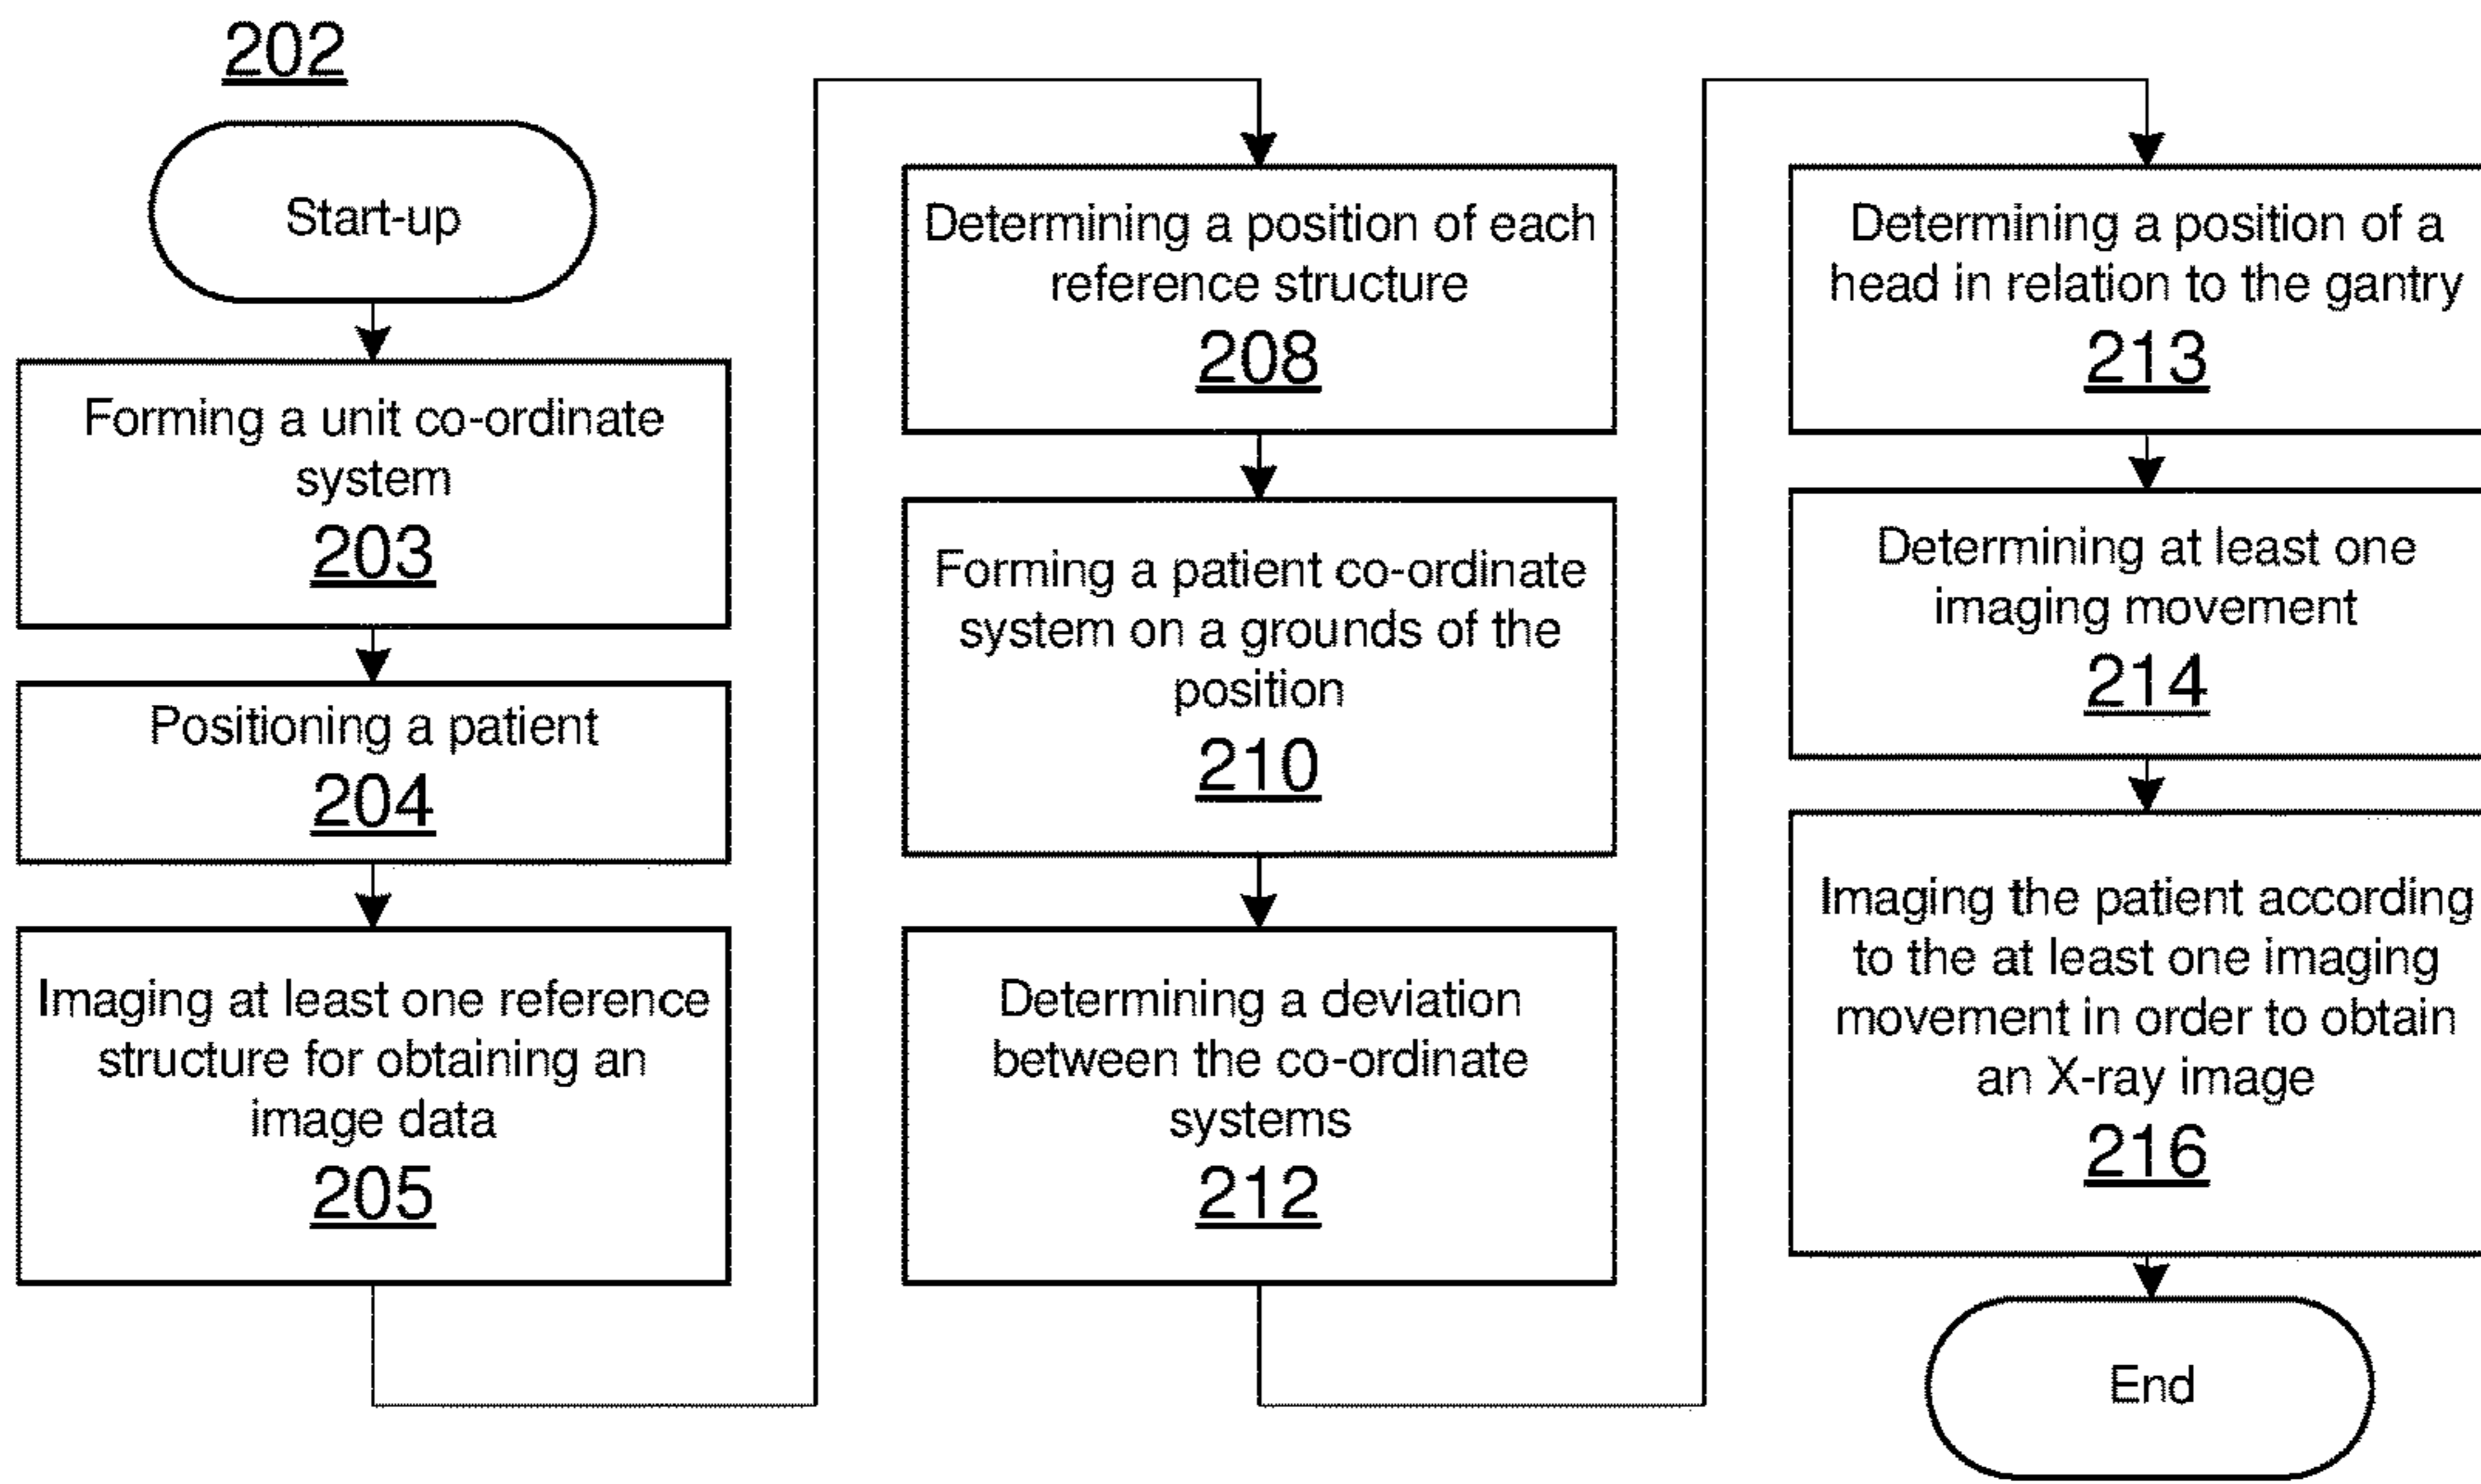 202
Start-up
Forming a unit co-ordinate
system
203
Positioning a patient
204
Imaging at least one reference
structure for obtaining an
image data
205
Determining a position of each
reference structure
208
Forming a patient co-ordinate
system on a grounds of the
position
210
Determining a deviation
between the co-ordinate
systems
212
Determining a position of a
head in relation to the gantry
213
Determining at least one
imaging movement
214
Imaging the patient according
to the at least one imaging
movement in order to obtain
an X-ray image
216
End